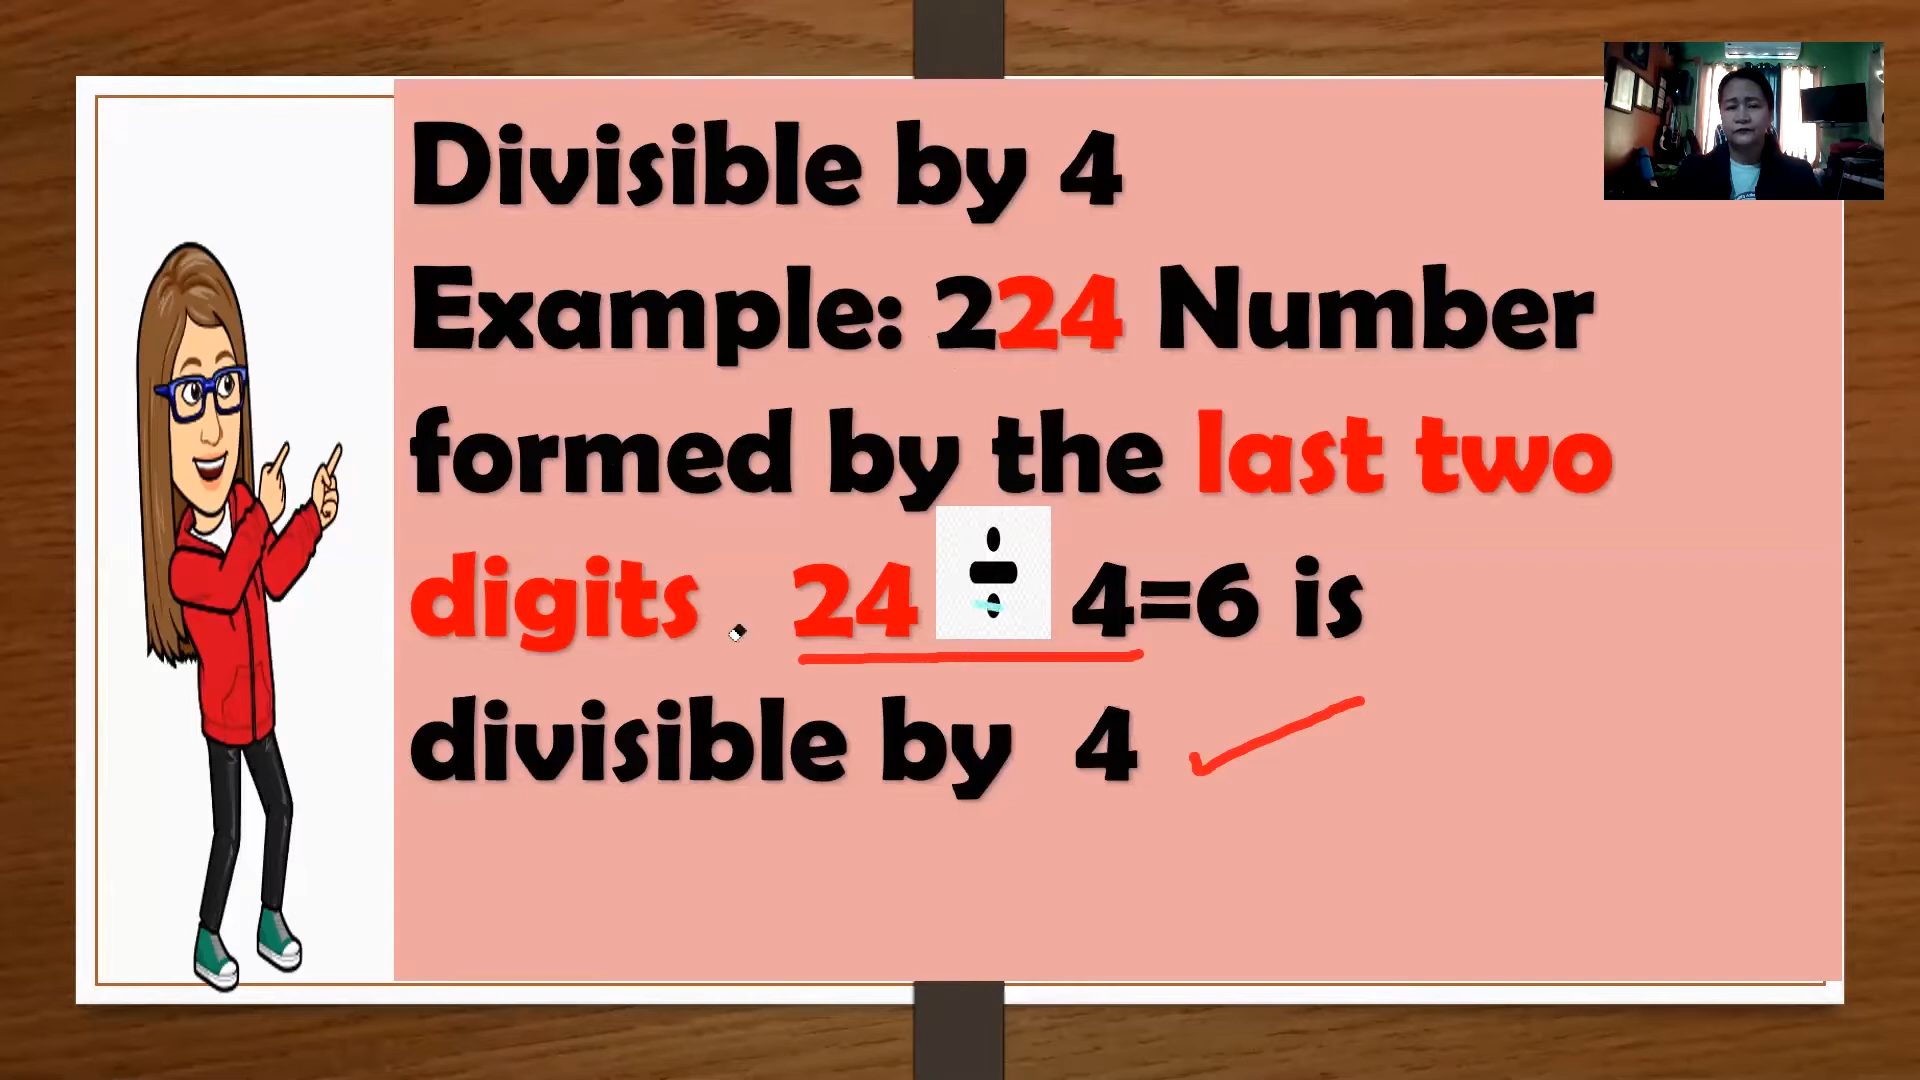 Divisible by 4
Example: 224 Number
formed by the last two
digits . 24 ÷ 4=6 is
divisible by 4